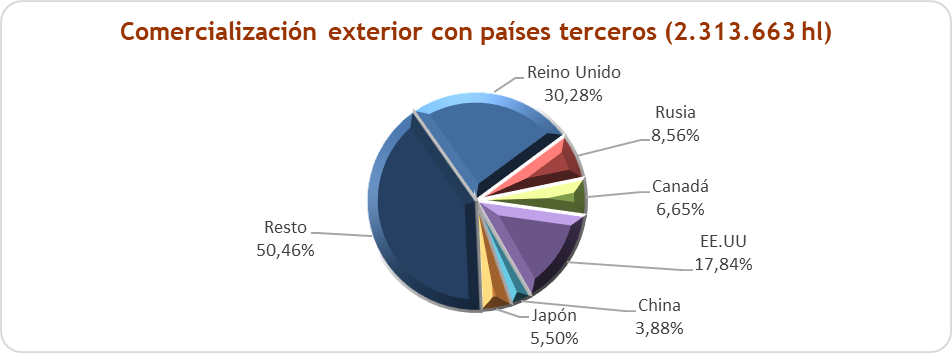 Comercialización exterior con países terceros (2.313.663 hl)
Reino Unido
30,28%
Rusia
8,56%
Canadá
6,65%
EE.UU
17,84%
China
3,88%
Japón
5,50%
Resto
50,46%